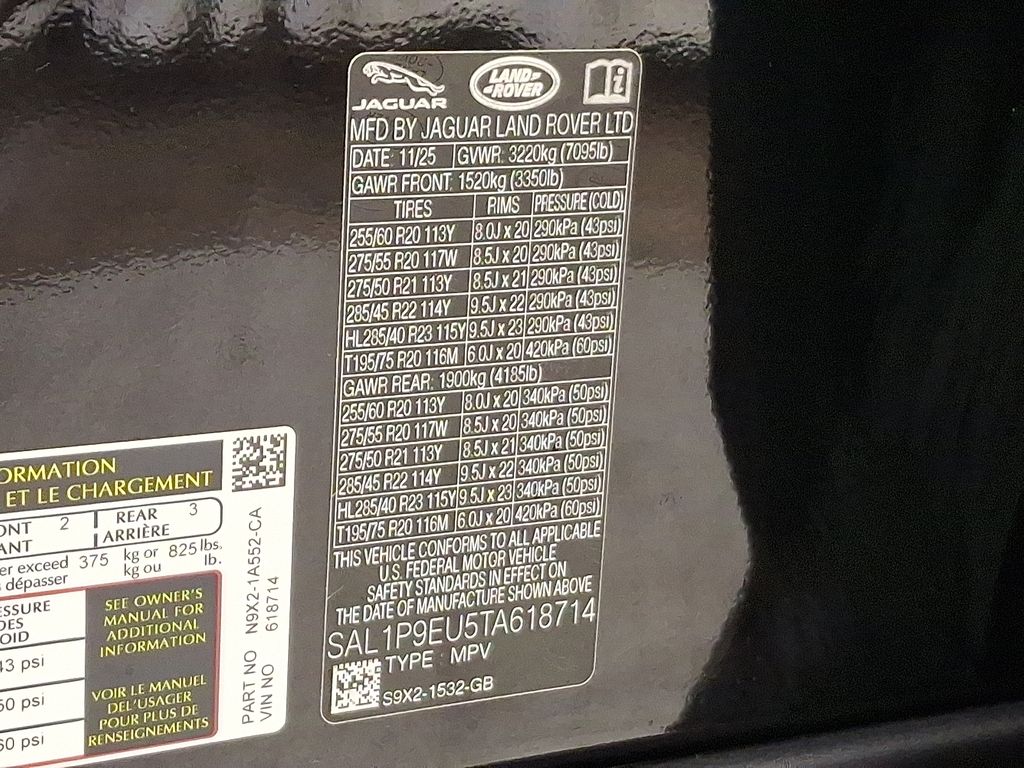 JAGUAR
LAND-
-ROVER
MFD BY JAGUAR LAND ROVER LTD
DATE: 11/25 GVWR: 3220kg (7095lb)
GAWR FRONT: 1520kg (3350lb)
TIRES RIMS PRESSURE (COLD)
255/60 R20 113Y 8.0J x 20 290kPa (43psi)
275/55 R20 117W 8.5J x 20 290kPa (43psi)
275/50 R21 113Y 8.5J x 21 290kPa (43psi)
285/45 R22 114Y 9.5J x 22 290kPa (43psi)
HL285/40 R23 115Y 9.5J x 23 290kPa (43psi)
T195/75 R20 116M 6.0J x 20 420kPa (60psi)
GAWR REAR: 1900kg (4185lb)
255/60 R20 113Y 8.0J x 20 340kPa (50psi)
275/55 R20 117W 8.5J x 20 340kPa (50psi)
275/50 R21 113Y 8.5J x 21 340kPa (50psi)
285/45 R22 114Y 9.5J x 22 340kPa (50psi)
HL285/40 R23 115Y 9.5J x 23 340kPa (50psi)
T195/75 R20 116M 6.0J x 20 420kPa (60psi)
THIS VEHICLE CONFORMS TO ALL APPLICABLE
U.S. FEDERAL MOTOR VEHICLE
SAFETY STANDARDS IN EFFECT ON
THE DATE OF MANUFACTURE SHOWN ABOVE
SAL1P9EU5TA618714
TYPE : MPV
S9X2-1532-GB
ORMATION
ET LE CHARGEMENT
ONT 2 REAR 3
ANT ARRIÈRE
er exceed 375 kg or 825 lbs.
dépasser kg ou lb.
ESSURE
DES
OID
43 psi
50 psi
60 psi
SEE OWNER'S
MANUAL FOR
ADDITIONAL
INFORMATION
VOIR LE MANUEL
DEL'USAGER
POUR PLUS DE
RENSEIGNEMENTS
PART NO N9X2-1A552-CA
VIN NO 618714